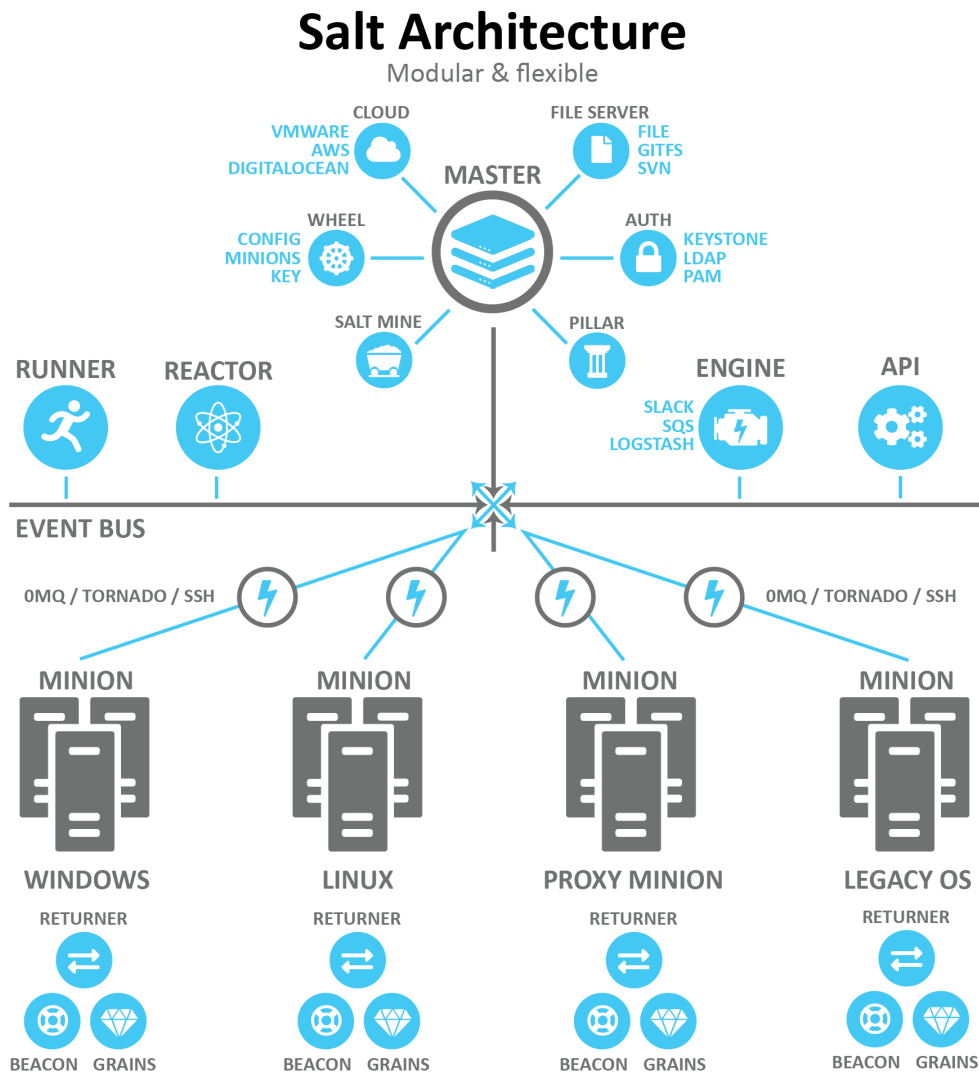 Salt Architecture
Modular & flexible
CLOUD
VMWARE
AWS
DIGITALOCEAN
FILE SERVER
FILE
GITFS
SVN
MASTER
WHEEL
CONFIG
MINIONS
KEY
AUTH
KEYSTONE
LDAP
PAM
SALT MINE
PILLAR
RUNNER
REACTOR
ENGINE
SLACK
SQS
LOGSTASH
API
EVENT BUS
0MQ / TORNADO / SSH
0MQ / TORNADO / SSH
MINION
MINION
MINION
MINION
WINDOWS
LINUX
PROXY MINION
LEGACY OS
RETURNER
RETURNER
RETURNER
RETURNER
BEACON
GRAINS
BEACON
GRAINS
BEACON
GRAINS
BEACON
GRAINS